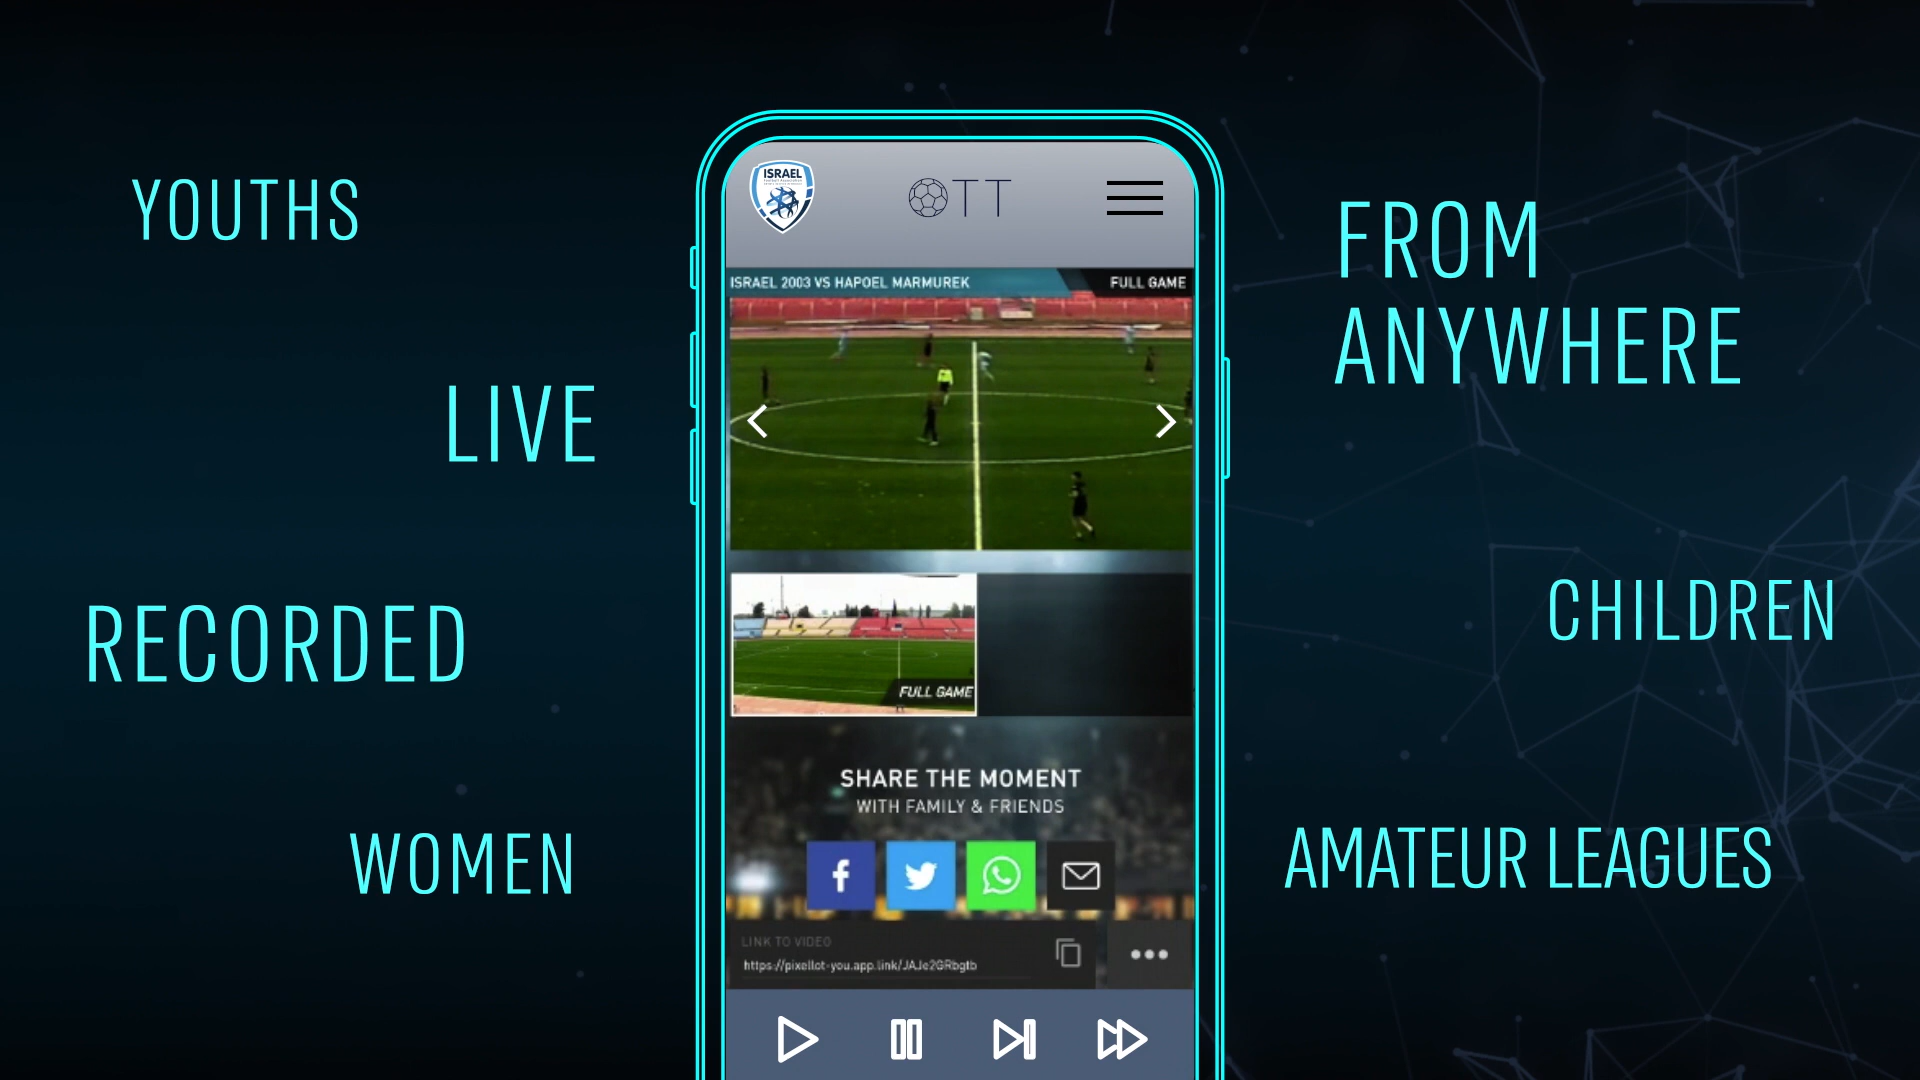 YOUTHS
LIVE
RECORDED
WOMEN
ISRAEL
OTT
ISRAEL 2003 VS HAPOEL MARMUREK
FULL GAME
FULL GAME
SHARE THE MOMENT
WITH FAMILY & FRIENDS
LINK TO VIDEO
https://pixellot-you.app.link/JAJe2GRbgtb
FROM
ANYWHERE
CHILDREN
AMATEUR LEAGUES